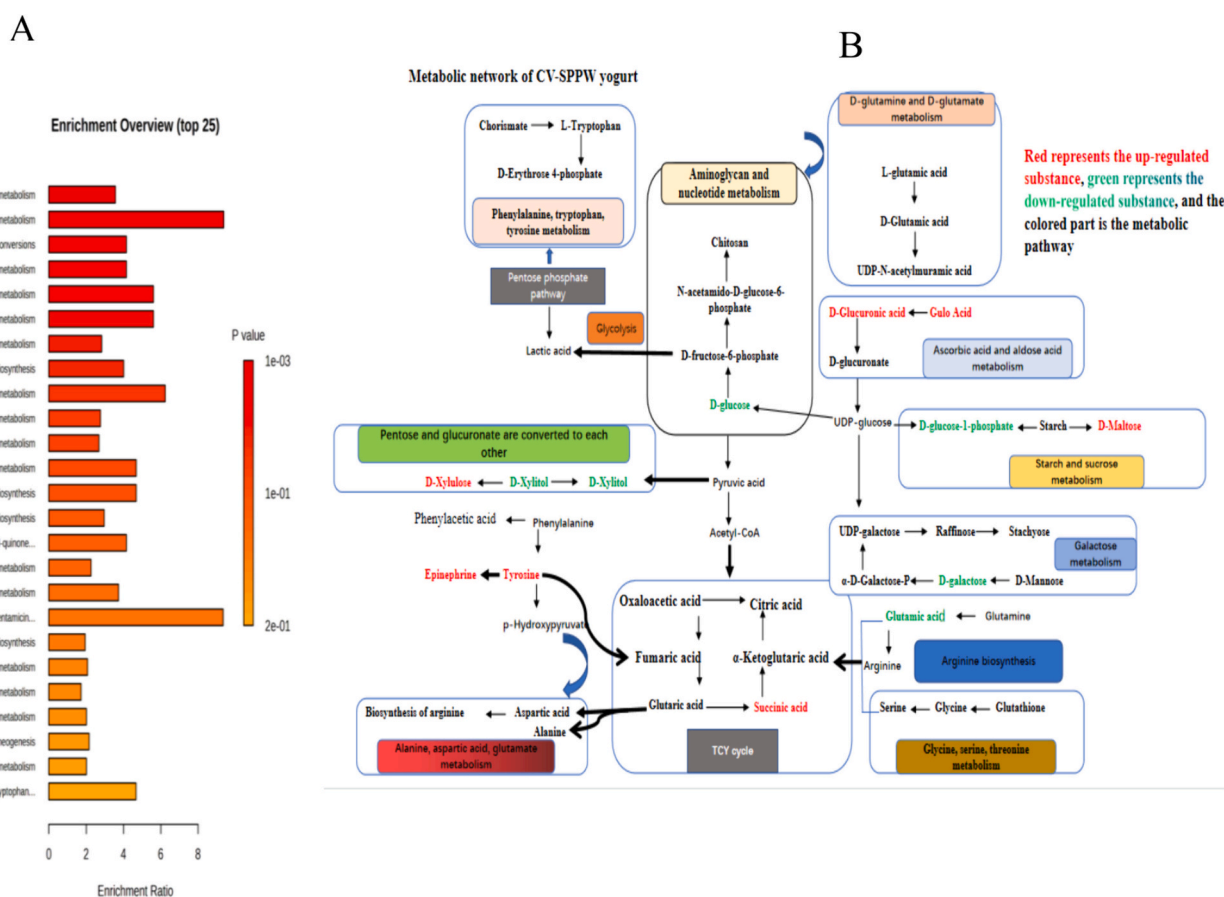 A
B
Enrichment Overview (top 25)
metabolism
metabolism
onversions
metabolism
metabolism
metabolism
metabolism
osynthesis
metabolism
metabolism
metabolism
metabolism
osynthesis
osynthesis
-quinone...
metabolism
metabolism
entamicin...
osynthesis
metabolism
metabolism
metabolism
neogenesis
metabolism
yptophan...
0 2 4 6 8
Enrichment Ratio
P value
1e-03
1e-01
2e-01
Metabolic network of CV-SPPW yogurt
Chorismate
L-Tryptophan
D-Erythrose 4-phosphate
Phenylalanine, tryptophan,
tyrosine metabolism
Pentose phosphate
pathway
Glycolysis
Lactic acid
Aminoglycan and
nucleotide metabolism
Chitosan
N-acetamido-D-glucose-6-
phosphate
D-fructose-6-phosphate
D-glucose
D-glutamine and D-glutamate
metabolism
L-glutamic acid
D-Glutamic acid
UDP-N-acetylmuramic acid
Red represents the up-regulated
substance, green represents the
down-regulated substance, and the
colored part is the metabolic
pathway
D-Glucuronic acid
Gulo Acid
D-glucuronate
Ascorbic acid and aldose acid
metabolism
UDP-glucose
D-glucose-1-phosphate
Starch
D-Maltose
Starch and sucrose
metabolism
Pentose and glucuronate are converted to each
other
D-Xylulose
D-Xylitol
D-Xylitol
Pyruvic acid
Acetyl-CoA
Phenylacetic acid
Phenylalanine
Epinephrine
Tyrosine
p-Hydroxypyruvate
UDP-galactose
Raffinose
Stachyose
Galactose
metabolism
α-D-Galactose-P
D-galactose
D-Mannose
Oxaloacetic acid
Citric acid
Fumaric acid
α-Ketoglutaric acid
Glutaric acid
Succinic acid
TCY cycle
Glutamic acid
Glutamine
Arginine
Arginine biosynthesis
Serine
Glycine
Glutathione
Glycine, serine, threonine
metabolism
Biosynthesis of arginine
Aspartic acid
Alanine
Alanine, aspartic acid, glutamate
metabolism